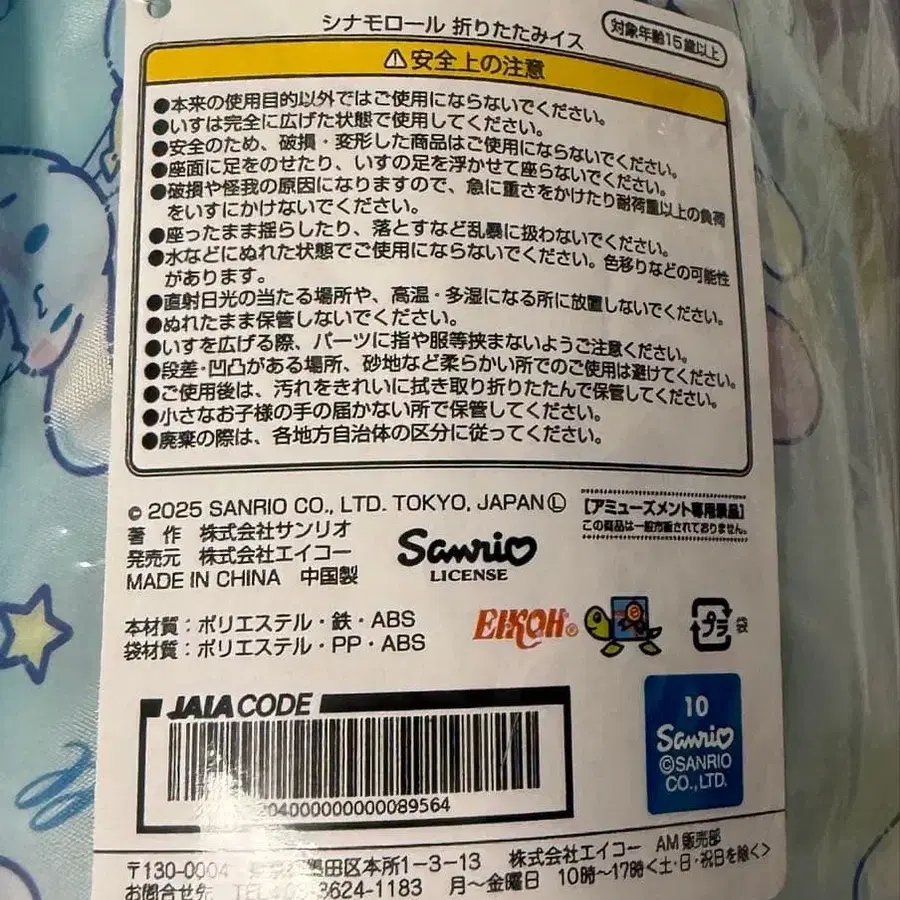 シナモロール 折りたたみイス
対象年齢15歳以上
⚠安全上の注意
●本来の使用目的以外ではご使用にならないでください。
●いすは完全に広げた状態で使用してください。
●安全のため、破損・変形した商品はご使用にならないでください。
●座面に足をのせたり、いすの足を浮かせて座らないでください。
●破損や怪我の原因になりますので、急に重さをかけたり耐荷重以上の負荷
をいすにかけないでください。
●座ったまま揺らしたり、落とすなど乱暴に扱わないでください。
●水などにぬれた状態でご使用にならないでください。色移りなどの可能性
があります。
●直射日光の当たる場所や、高温・多湿になる所に放置しないでください。
●ぬれたまま保管しないでください。
●いすを広げる際、パーツに指や服等挟まないようご注意ください。
●段差・凹凸がある場所、砂地など柔らかい所でのご使用は避けてください。
●ご使用後は、汚れをきれいに拭き取り折りたたんで保管してください。
●小さなお子様の手の届かない所で保管してください。
●廃棄の際は、各地方自治体の区分に従ってください。
© 2025 SANRIO CO., LTD. TOKYO, JAPAN Ⓛ
著 作 株式会社サンリオ
発売元 株式会社エイコー
MADE IN CHINA 中国製
Sanrio
LICENSE
【アミューズメント専用景品】
この商品は一般市販されておりません。
本材質:ポリエステル・鉄・ABS
袋材質:ポリエステル・PP・ABS
EIKOH®
プラ 袋
JAIA CODE
2040000000000089564
10
Sanrio
©SANRIO
CO.,LTD.
〒130-0004 墨田区本所1-3-13 株式会社エイコー AM販売部
お問合せ先 TEL 3624-1183 月〜金曜日 10時〜17時<土・日・祝日を除く>